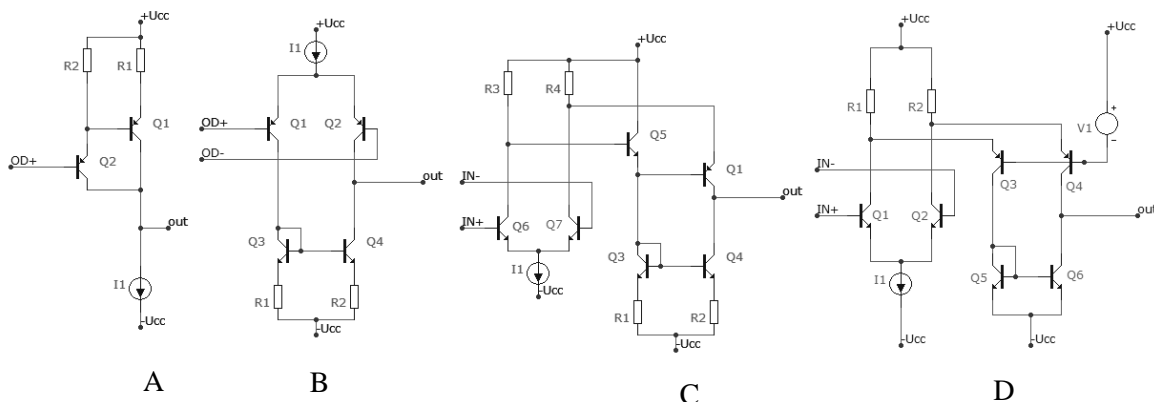 +Ucc
R2
R1
Q1
OD+
Q2
out
I1
-Ucc
A
+Ucc
I1
OD+
Q1
Q2
OD-
out
Q3
Q4
R1
R2
-Ucc
B
+Ucc
R3
R4
Q5
IN-
Q1
IN+
Q6
Q7
out
I1
-Ucc
Q3
Q4
R1
R2
-Ucc
C
+Ucc
+Ucc
R1
R2
+
V1
-
IN-
Q3
Q4
IN+
Q1
Q2
out
I1
Q5
Q6
-Ucc
-Ucc
D